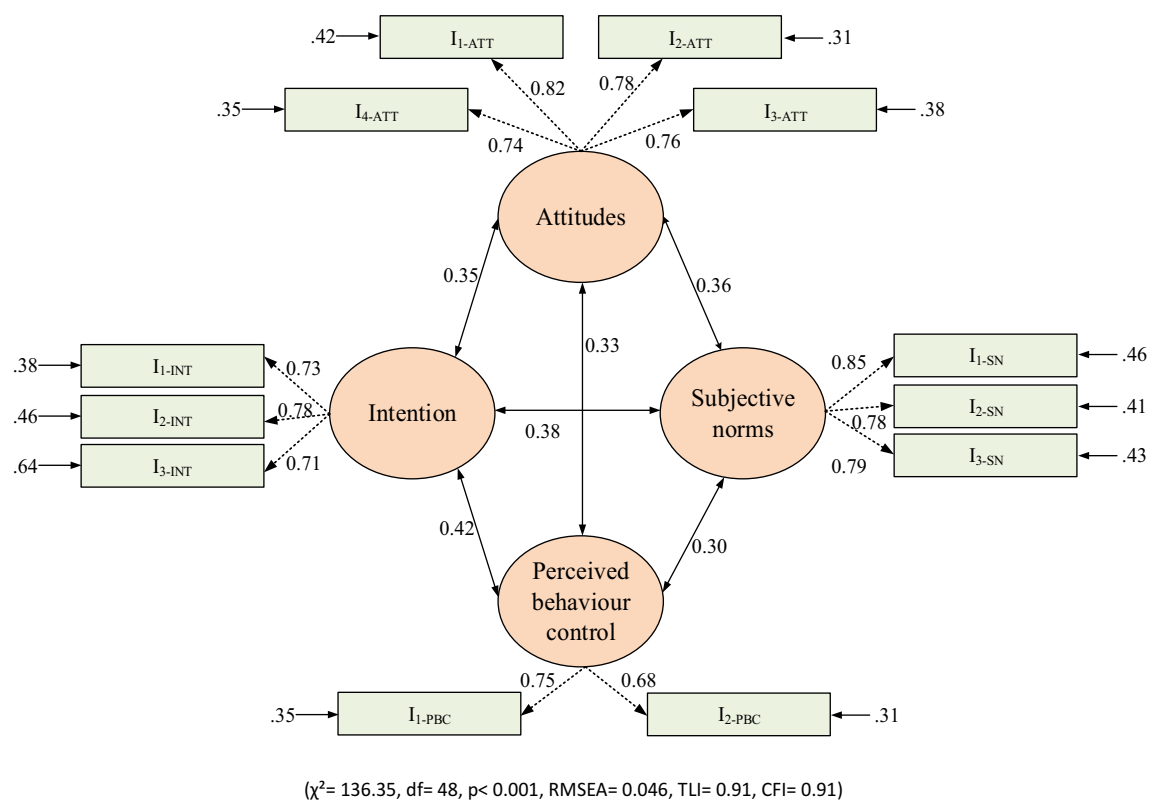 .42
I1-ATT
I2-ATT
.31
0.82
0.78
.35
I4-ATT
I3-ATT
.38
0.74
0.76
Attitudes
0.35
0.36
0.33
.38
I1-INT
0.73
.46
I2-INT
0.78
.64
I3-INT
0.71
Intention
0.38
Subjective
norms
0.85
I1-SN
.46
0.78
I2-SN
.41
0.79
I3-SN
.43
0.42
0.30
Perceived
behaviour
control
0.75
0.68
.35
I1-PBC
I2-PBC
.31
(χ²= 136.35, df= 48, p< 0.001, RMSEA= 0.046, TLI= 0.91, CFI= 0.91)